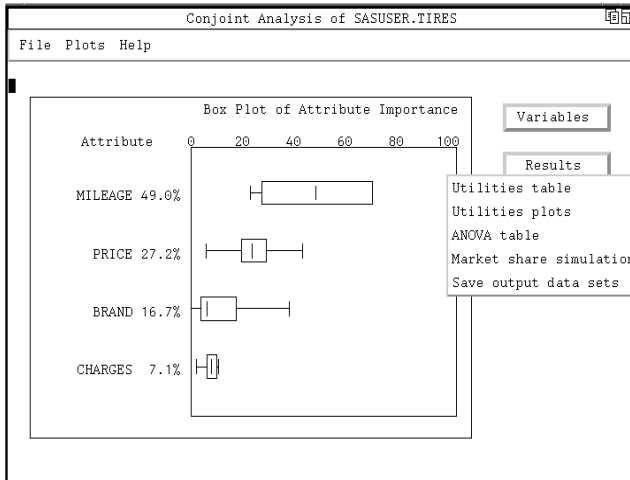 Conjoint Analysis of SASUSER.TIRES
File Plots Help
Box Plot of Attribute Importance
Variables
Attribute 0 20 40 60 80 100
Results
MILEAGE 49.0%
Utilities table
Utilities plots
ANOVA table
Market share simulation
Save output data sets
PRICE 27.2%
BRAND 16.7%
CHARGES 7.1%